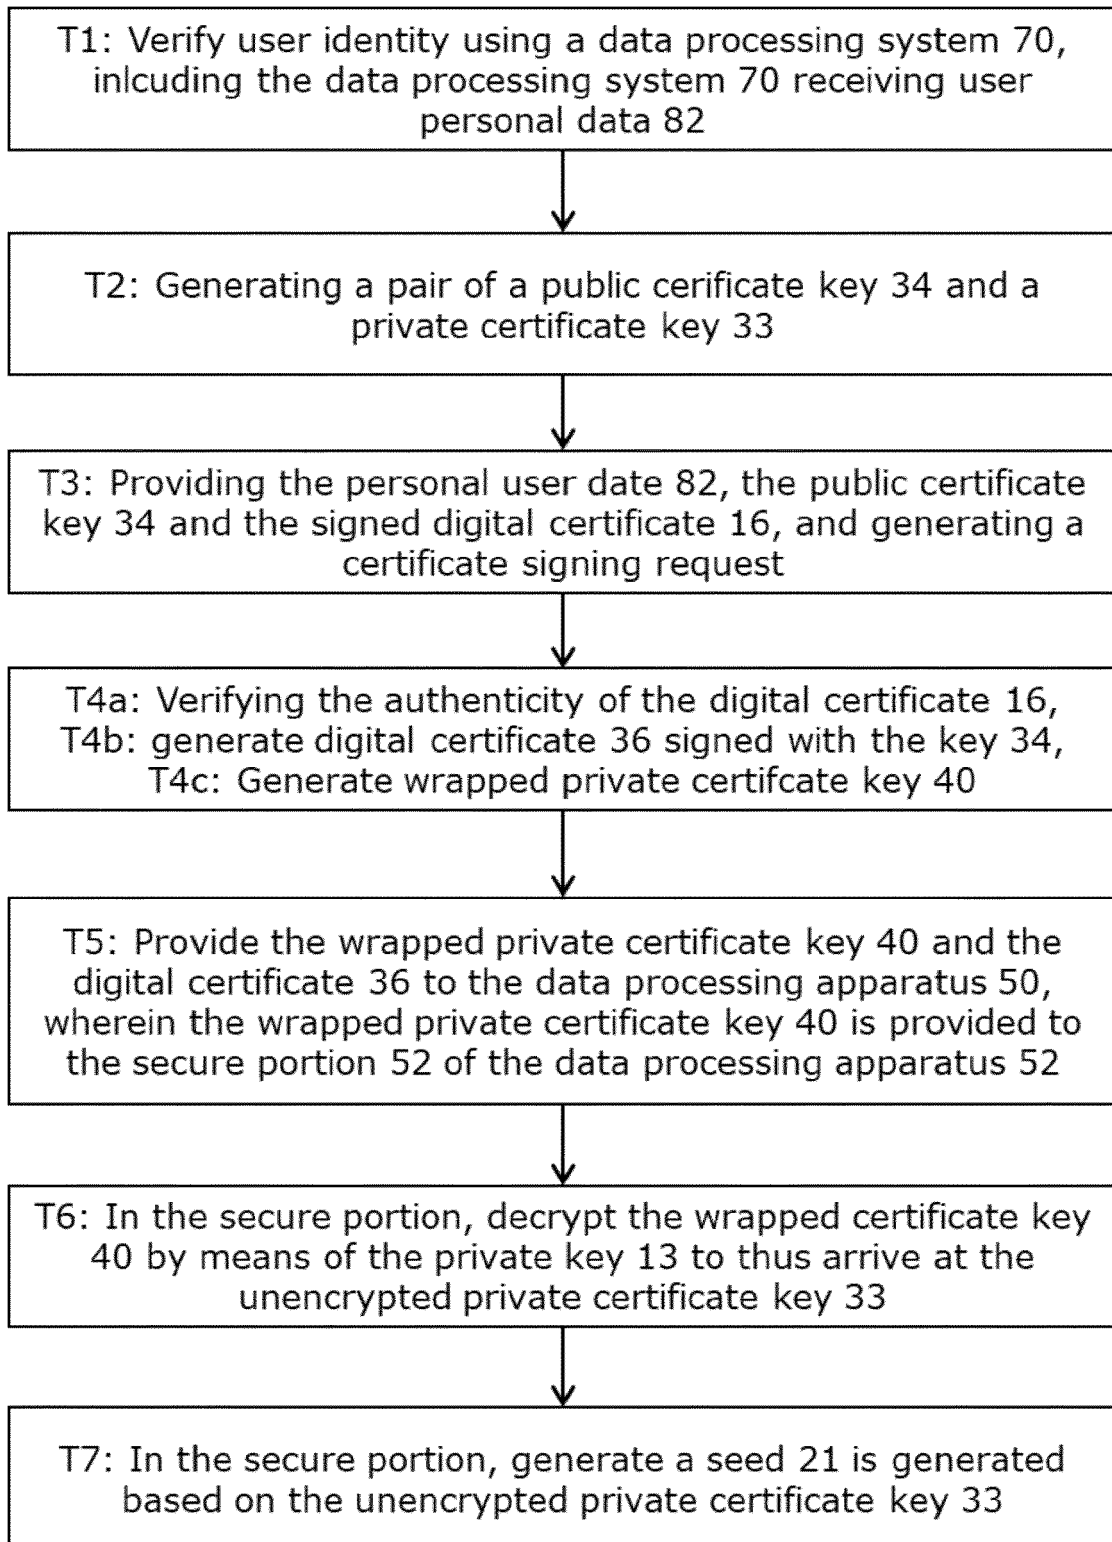 T1: Verify user identity using a data processing system 70,
inlcuding the data processing system 70 receiving user
personal data 82
T2: Generating a pair of a public cerificate key 34 and a
private certificate key 33
T3: Providing the personal user date 82, the public certificate
key 34 and the signed digital certificate 16, and generating a
certificate signing request
T4a: Verifying the authenticity of the digital certificate 16,
T4b: generate digital certificate 36 signed with the key 34,
T4c: Generate wrapped private certifcate key 40
T5: Provide the wrapped private certificate key 40 and the
digital certificate 36 to the data processing apparatus 50,
wherein the wrapped private certificate key 40 is provided to
the secure portion 52 of the data processing apparatus 52
T6: In the secure portion, decrypt the wrapped certificate key
40 by means of the private key 13 to thus arrive at the
unencrypted private certificate key 33
T7: In the secure portion, generate a seed 21 is generated
based on the unencrypted private certificate key 33